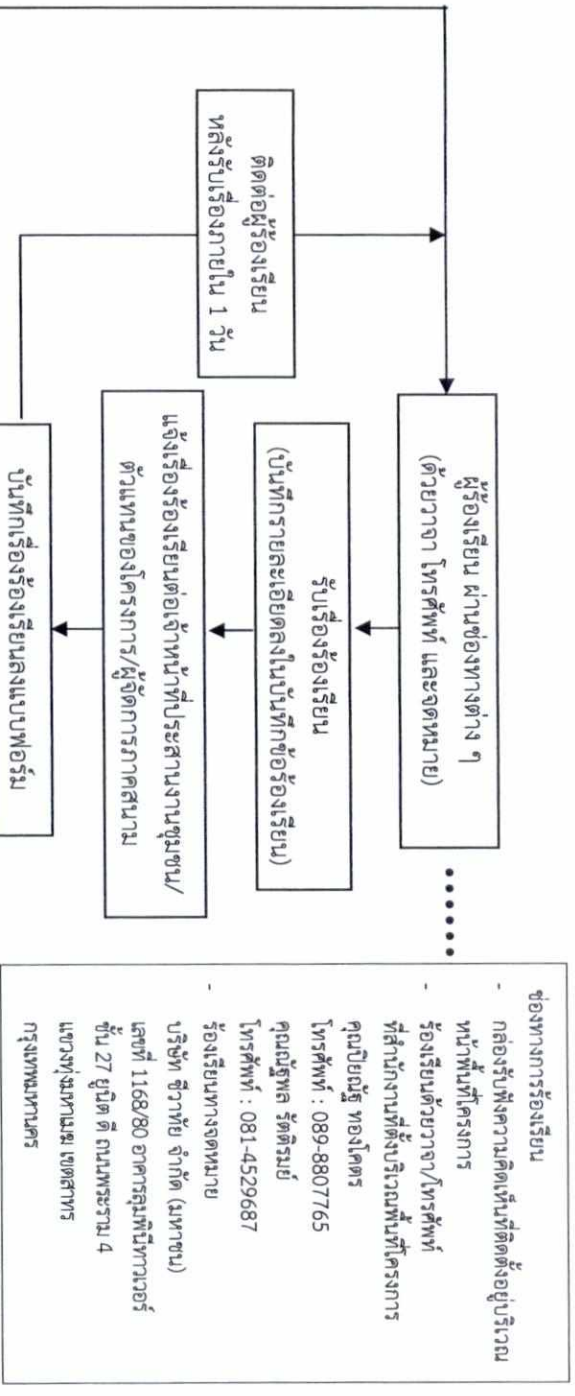 ผู้ร้องเรียน ผ่านช่องทางต่าง ๆ
(ด้วยวาจา โทรศัพท์ และจดหมาย)
รับเรื่องร้องเรียน
(บันทึกรายละเอียดลงในบันทึกข้อร้องเรียน)
แจ้งเรื่องร้องเรียนต่อเจ้าหน้าที่ประสานงานชุมชน/
ตัวแทนของโครงการ/ผู้จัดการภาคสนาม
บันทึกเรื่องร้องเรียนลงแบบฟอร์ม
ติดต่อผู้ร้องเรียน
หลังรับเรื่องภายใน 1 วัน
ช่องทางการร้องเรียน
- กล่องรับฟังความคิดเห็นที่ติดตั้งอยู่บริเวณ
หน้าพื้นที่โครงการ
- ร้องเรียนด้วยวาจา/โทรศัพท์
ที่สำนักงานที่ตั้งบริเวณพื้นที่โครงการ
คุณปิยณัฐ ทองโคตร
โทรศัพท์ : 089-8807765
คุณณัฐพล รัตติรมย์
โทรศัพท์ : 081-4529687
- ร้องเรียนทางจดหมาย
บริษัท ชีวาทัย จำกัด (มหาชน)
เลขที่ 1168/80 อาคารลุมพินีทาวเวอร์
ชั้น 27 ยูนิต ดี ถนนพระราม 4
แขวงทุ่งมหาเมฆ เขตสาทร
กรุงเทพมหานคร